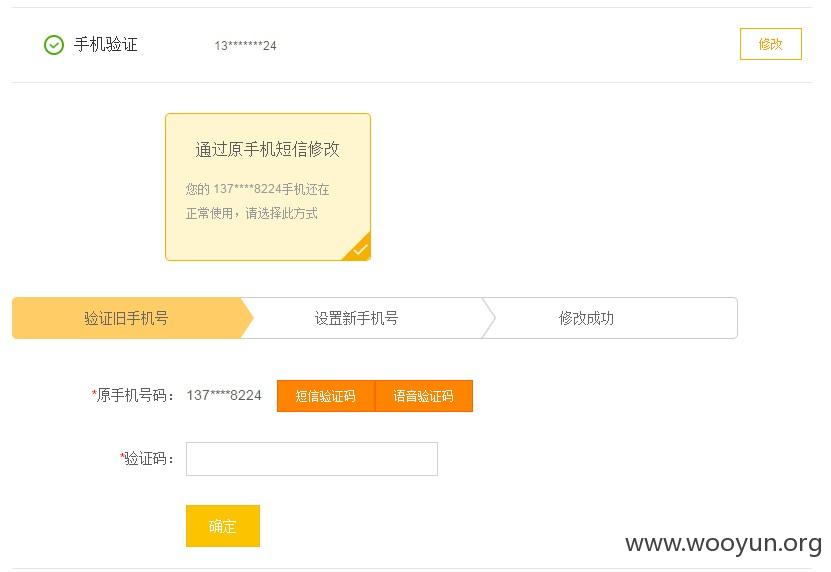 手机验证 13*******24 修改
通过原手机短信修改
您的 137****8224手机还在
正常使用，请选择此方式
验证旧手机号 设置新手机号 修改成功
*原手机号码： 137****8224 短信验证码 语音验证码
*验证码：
确定
www.wooyun.org